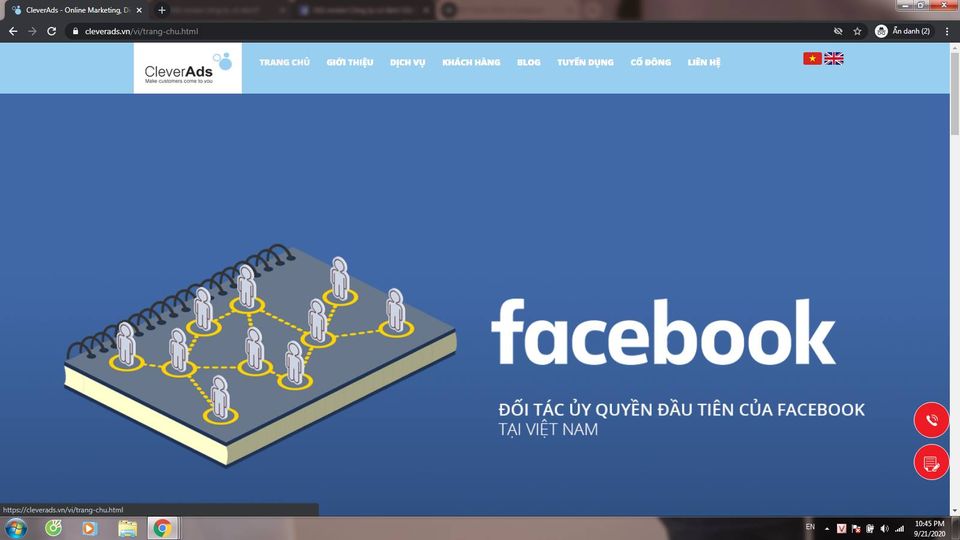 CleverAds - Online Marketing, Di
cleverads.vn/vi/trang-chu.html
Ẩn danh (2)
CleverAds
Make customers come to you
TRANG CHỦ GIỚI THIỆU DỊCH VỤ KHÁCH HÀNG BLOG TUYỂN DỤNG CỔ ĐÔNG LIÊN HỆ
facebook
ĐỐI TÁC ỦY QUYỀN ĐẦU TIÊN CỦA FACEBOOK
TẠI VIỆT NAM
https://cleverads.vn/vi/trang-chu.html
EN
10:45 PM
9/21/2020